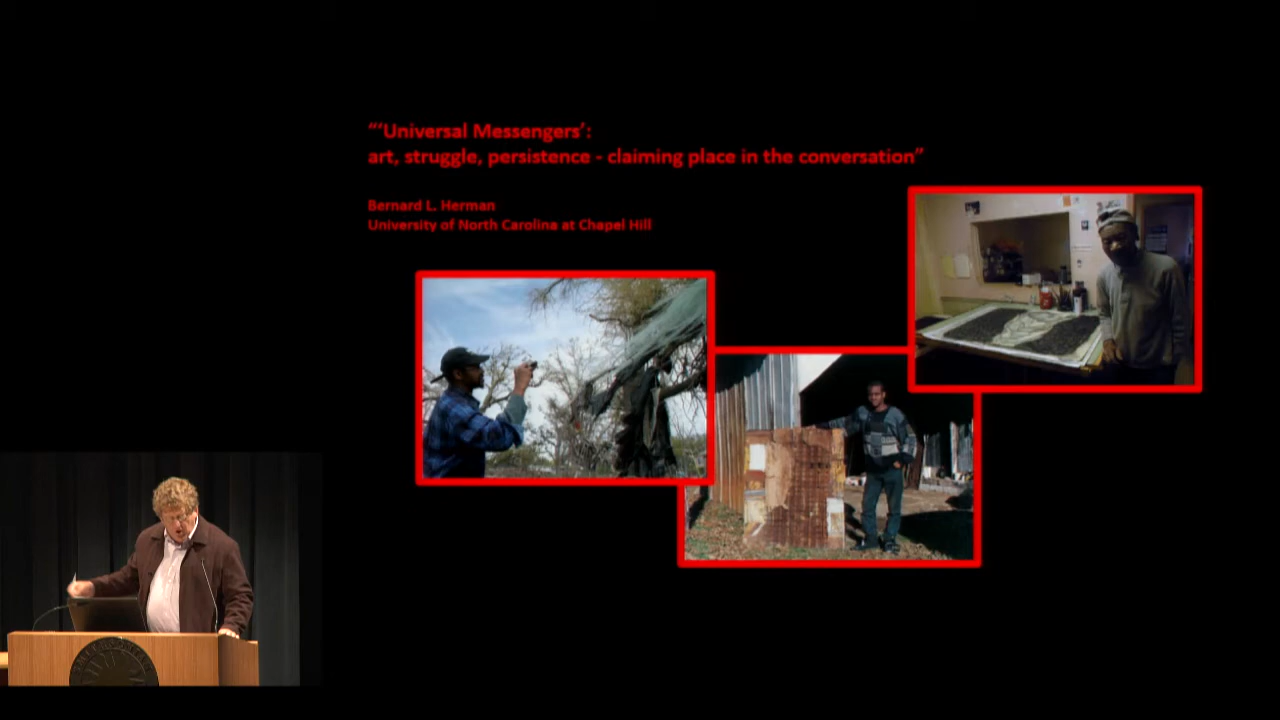 “‘Universal Messengers’:
art, struggle, persistence - claiming place in the conversation”
Bernard L. Herman
University of North Carolina at Chapel Hill